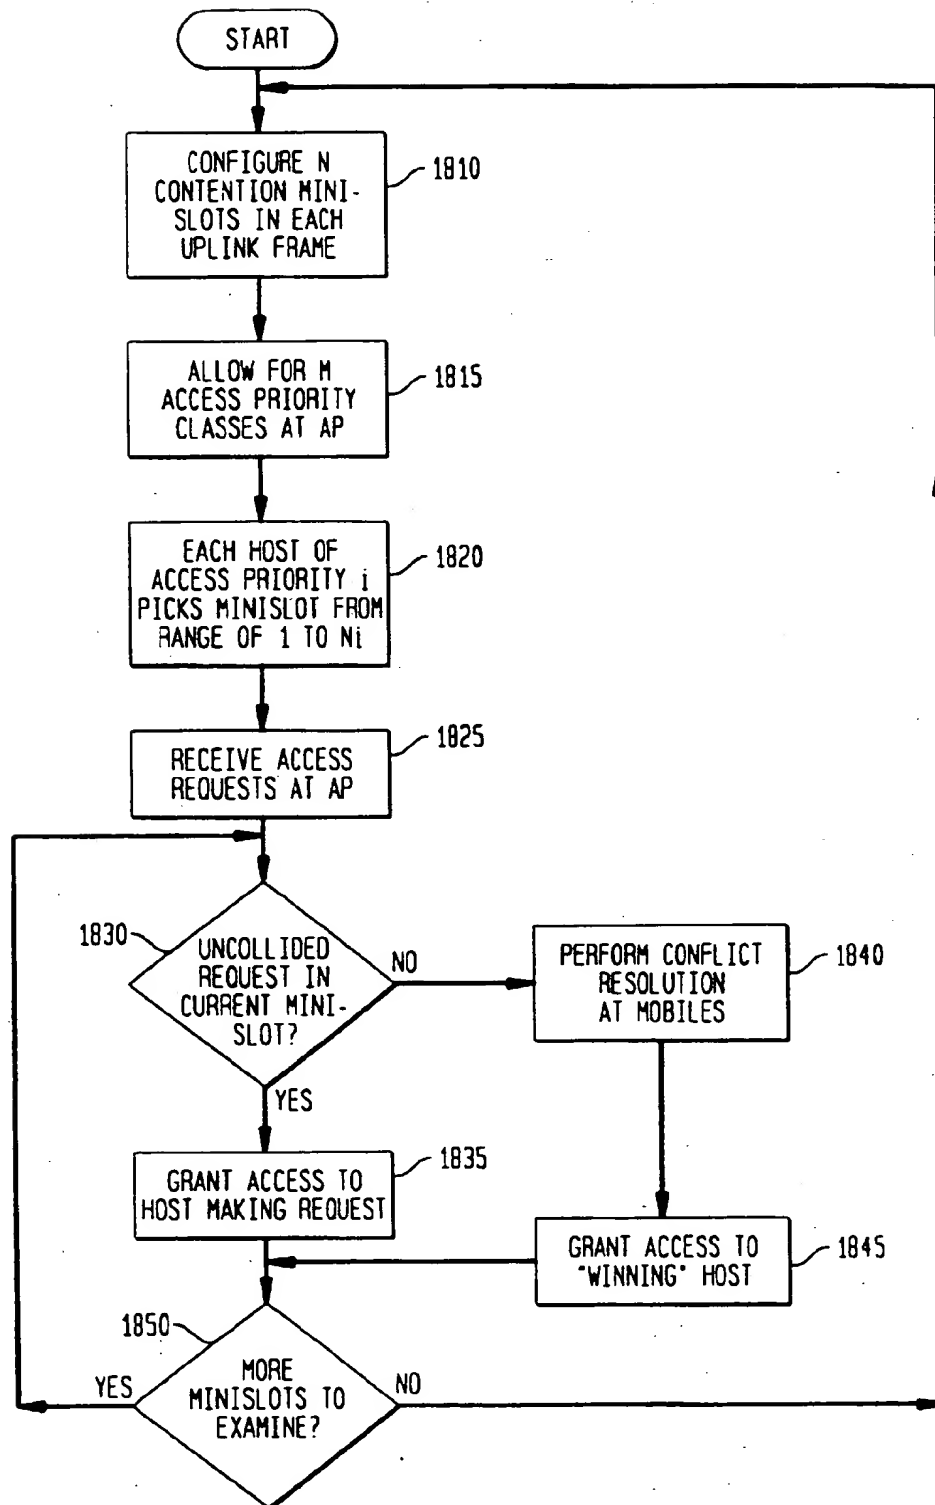 START
CONFIGURE N
CONTENTION MINI-
SLOTS IN EACH
UPLINK FRAME
1810
ALLOW FOR M
ACCESS PRIORITY
CLASSES AT AP
1815
EACH HOST OF
ACCESS PRIORITY i
PICKS MINISLOT FROM
RANGE OF 1 TO Ni
1820
RECEIVE ACCESS
REQUESTS AT AP
1825
1830
UNCOLLIDED
REQUEST IN
CURRENT MINI-
SLOT?
NO
YES
PERFORM CONFLICT
RESOLUTION
AT MOBILES
1840
GRANT ACCESS TO
HOST MAKING REQUEST
1835
GRANT ACCESS TO
"WINNING" HOST
1845
1850
MORE
MINISLOTS TO
EXAMINE?
YES
NO